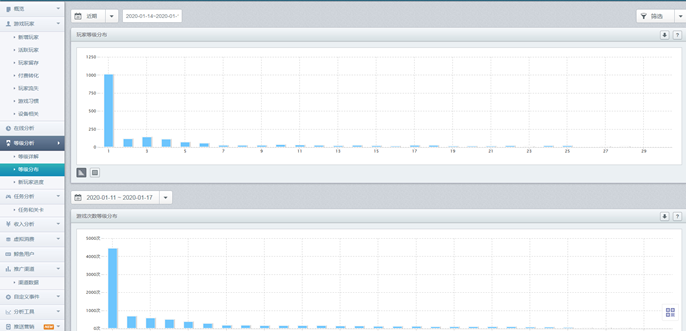 概览
游戏玩家
新增玩家
活跃玩家
玩家留存
付费转化
玩家流失
游戏习惯
设备相关
在线分析
等级分析
等级详解
等级分布
新玩家进度
任务分析
任务和关卡
收入分析
虚拟消费
鲸鱼用户
推广渠道
渠道数据
自定义事件
分析工具
推送营销 NEW
近期
2020-01-14~2020-01-1
筛选
玩家等级分布
?
1250
1000
750
500
250
0
1 3 5 7 9 11 13 15 17 19 21 23 25 27 29
2020-01-11 ~ 2020-01-17
游戏次数等级分布
?
5000次
4000次
3000次
2000次
1000次
0次